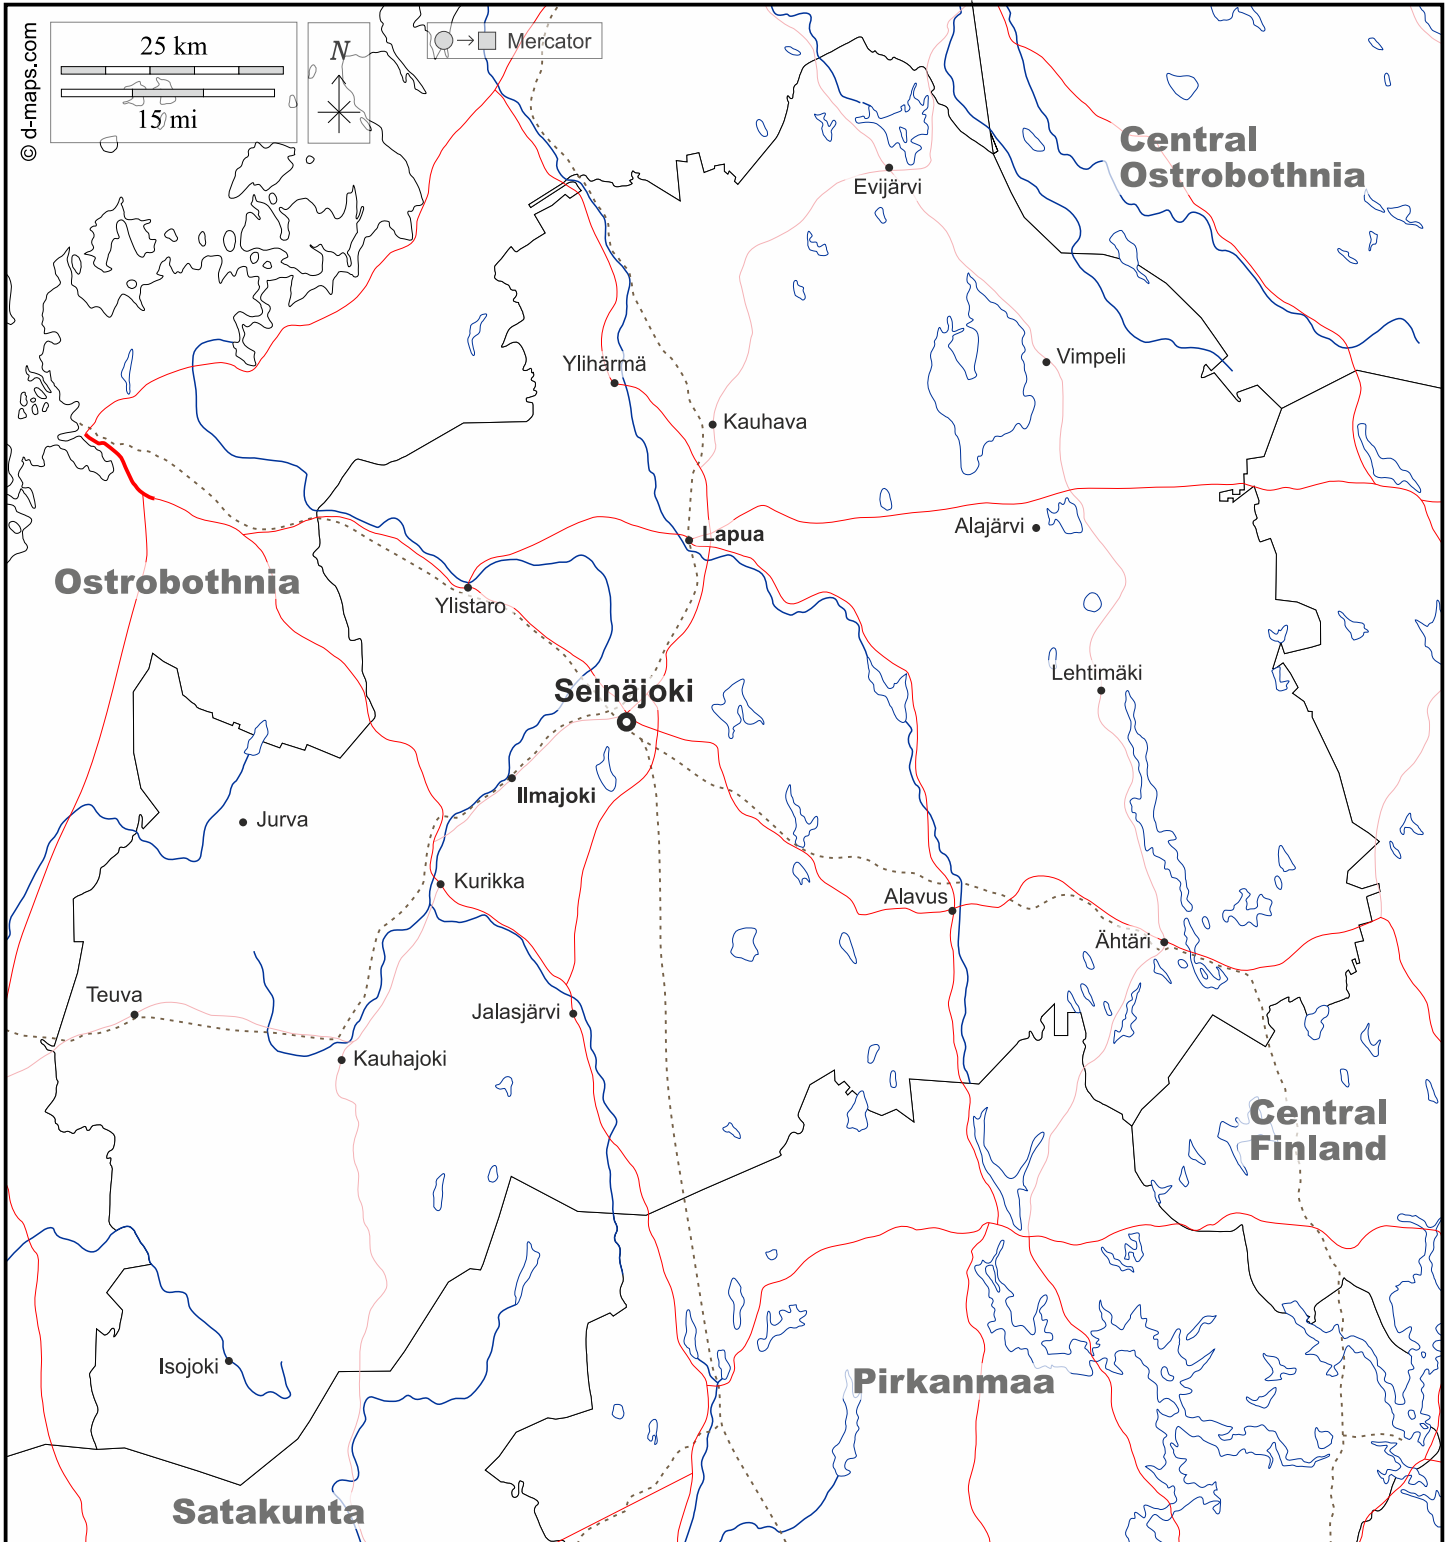 © d-maps.com
25 km
15 mi
N
Mercator
Central
Ostrobothnia
Evijärvi
Ylihärmä
Vimpeli
Kauhava
Alajärvi
Lapua
Ostrobothnia
Ylistaro
Lehtimäki
Seinäjoki
Ilmajoki
Jurva
Kurikka
Alavus
Ähtäri
Teuva
Jalasjärvi
Kauhajoki
Central
Finland
Isojoki
Pirkanmaa
Satakunta